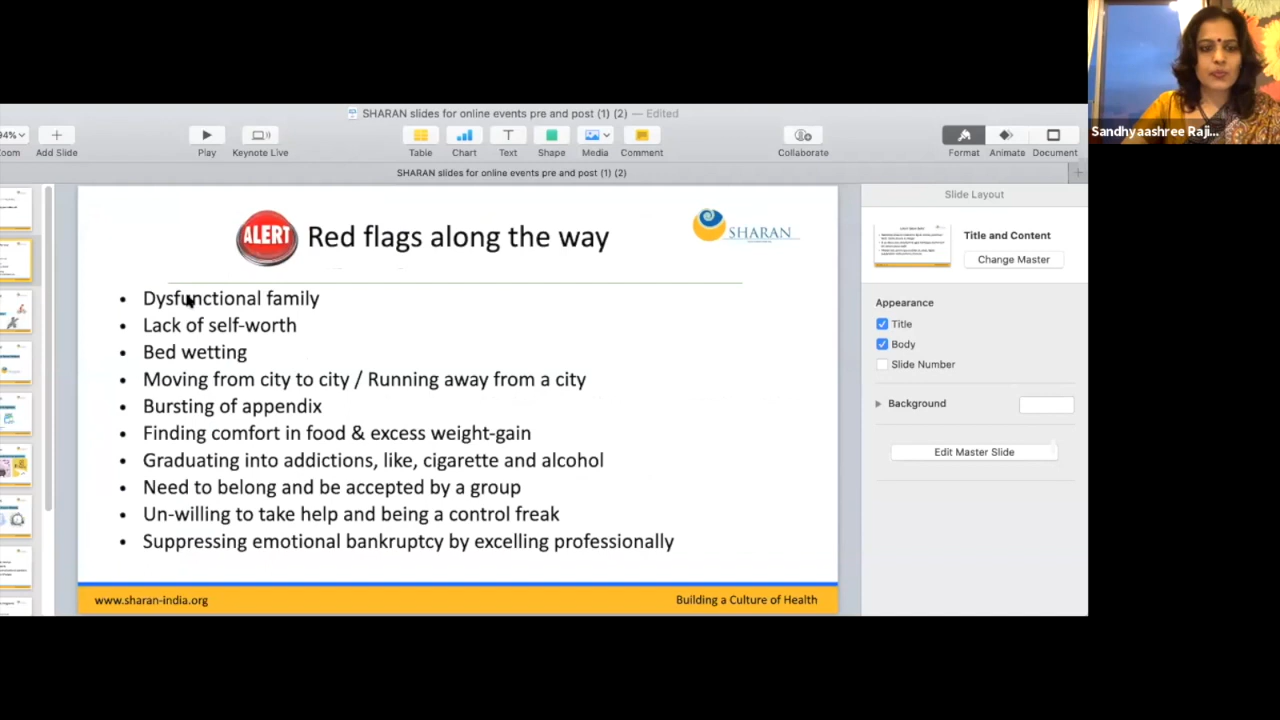 SHARAN slides for online events pre and post (1) (2) — Edited
94%
Zoom
Add Slide
Play
Keynote Live
Table
Chart
Text
Shape
Media
Comment
Collaborate
Format
Animate
Document
SHARAN slides for online events pre and post (1) (2)
Sandhyaashree Raji...
ALERT
Red flags along the way
SHARAN
• Dysfunctional family
• Lack of self-worth
• Bed wetting
• Moving from city to city / Running away from a city
• Bursting of appendix
• Finding comfort in food & excess weight-gain
• Graduating into addictions, like, cigarette and alcohol
• Need to belong and be accepted by a group
• Un-willing to take help and being a control freak
• Suppressing emotional bankruptcy by excelling professionally
www.sharan-india.org
Building a Culture of Health
Slide Layout
Title and Content
Change Master
Appearance
Title
Body
Slide Number
Background
Edit Master Slide